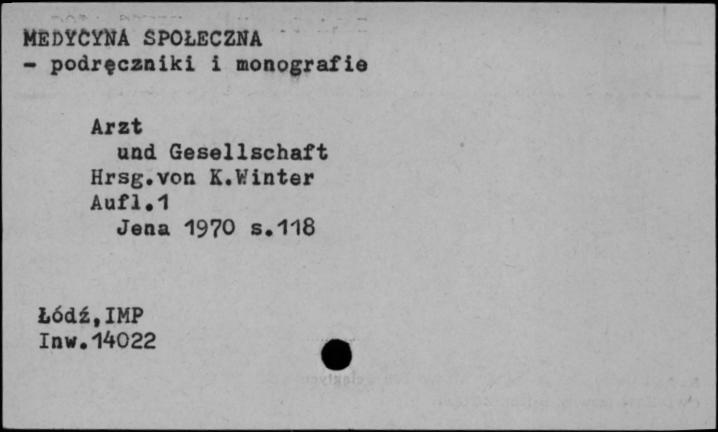 MEDYCYNA SPOŁECZNA
- podręczniki i monografie
Arzt
und Gesellschaft
Hrsg.von K.Winter
Aufl.1
Jena 1970 s.118
Łódź,IMP
Inw.14022